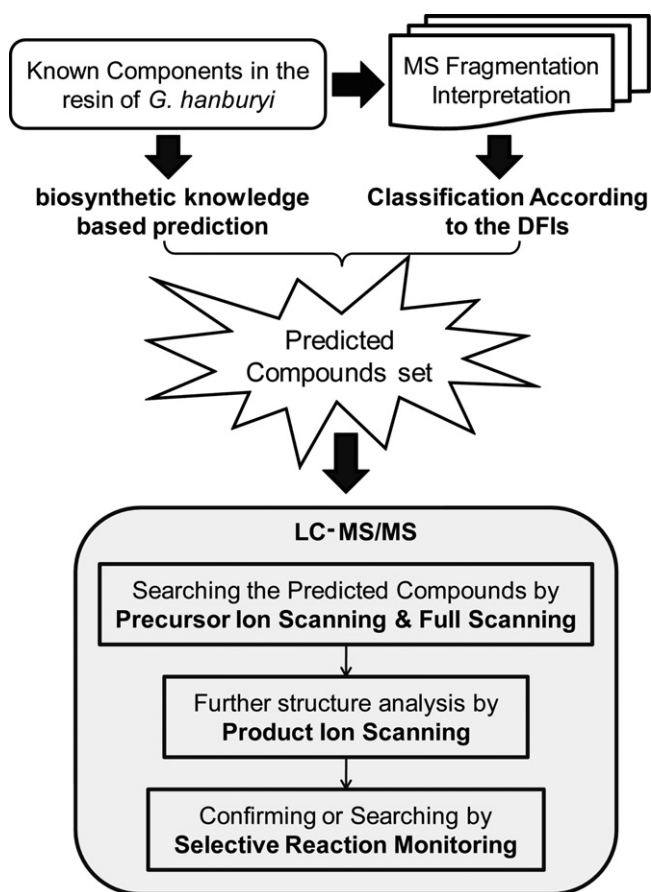 Known Components in the
resin of G. hanburyi
MS Fragmentation
Interpretation
biosynthetic knowledge
based prediction
Classification According
to the DFIs
Predicted
Compounds set
LC-MS/MS
Searching the Predicted Compounds by
Precursor Ion Scanning & Full Scanning
Further structure analysis by
Product Ion Scanning
Confirming or Searching by
Selective Reaction Monitoring